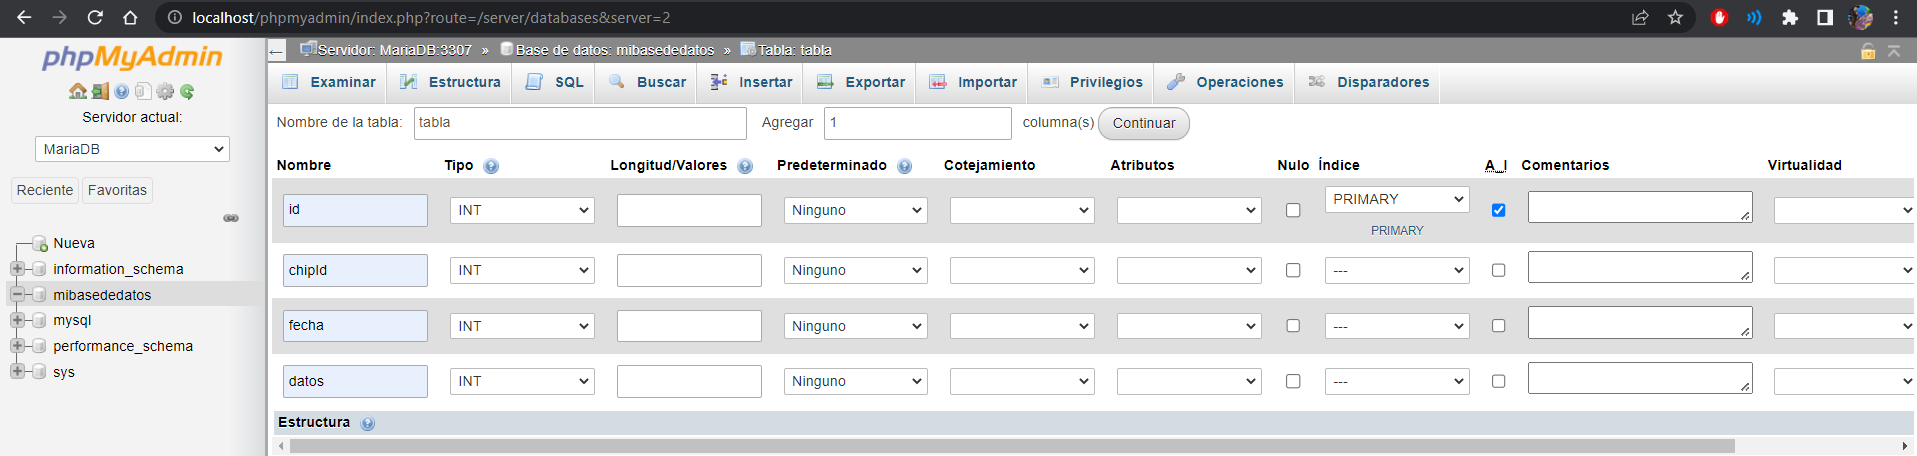 localhost/phpmyadmin/index.php?route=/server/databases&server=2
phpMyAdmin
Servidor actual:
MariaDB
Reciente Favoritas
Nueva
information_schema
mibasededatos
mysql
performance_schema
sys
Servidor: MariaDB:3307 » Base de datos: mibasededatos » Tabla: tabla
Examinar Estructura SQL Buscar Insertar Exportar Importar Privilegios Operaciones Disparadores
Nombre de la tabla: tabla Agregar 1 columna(s) Continuar
Nombre Tipo Longitud/Valores Predeterminado Cotejamiento Atributos Nulo Índice A_I Comentarios Virtualidad
id INT Ninguno PRIMARY
PRIMARY
chipId INT Ninguno ---
fecha INT Ninguno ---
datos INT Ninguno ---
Estructura